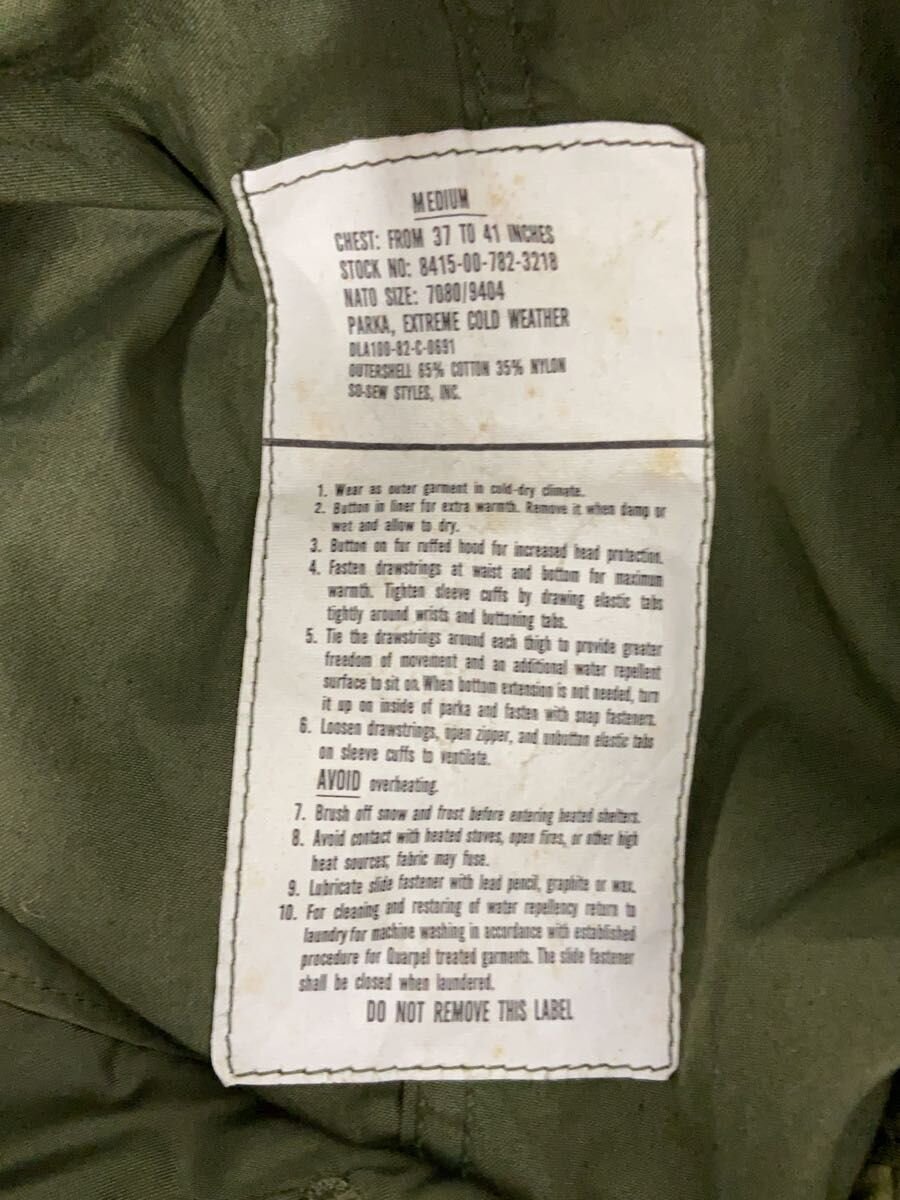 MEDIUM
CHEST: FROM 37 TO 41 INCHES
STOCK NO: 8415-00-782-3218
NATO SIZE: 7080/9404
PARKA, EXTREME COLD WEATHER
DLA100-82-C-0691
OUTERSHELL 65% COTTON 35% NYLON
SO-SEW STYLES, INC.
1. Wear as outer garment in cold-dry climate.
2. Button in liner for extra warmth. Remove it when damp or
wet and allow to dry.
3. Button on fur ruffed hood for increased head protection.
4. Fasten drawstrings at waist and bottom for maximum
warmth. Tighten sleeve cuffs by drawing elastic tabs
tightly around wrists and buttoning tabs.
5. Tie the drawstrings around each thigh to provide greater
freedom of movement and an additional water repellent
surface to sit on. When bottom extension is not needed, turn
it up on inside of parka and fasten with snap fasteners.
6. Loosen drawstrings, open zipper, and unbutton elastic tabs
on sleeve cuffs to ventilate.
AVOID overheating.
7. Brush off snow and frost before entering heated shelters.
8. Avoid contact with heated stoves, open fires, or other high
heat sources; fabric may fuse.
9. Lubricate slide fastener with lead pencil, graphite or wax.
10. For cleaning and restoring of water repellency return to
laundry for machine washing in accordance with established
procedure for Quarpel treated garments. The slide fastener
shall be closed when laundered.
DO NOT REMOVE THIS LABEL